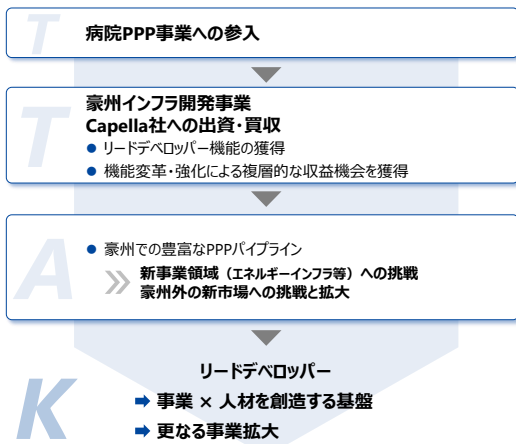 T
病院PPP事業への参入
T
豪州インフラ開発事業
Capella社への出資・買収
● リードデベロッパー機能の獲得
● 機能変革・強化による複層的な収益機会を獲得
A
● 豪州での豊富なPPPパイプライン
新事業領域（エネルギーインフラ等）への挑戦
豪州外の新市場への挑戦と拡大
K
リードデベロッパー
➡ 事業 × 人材を創造する基盤
➡ 更なる事業拡大